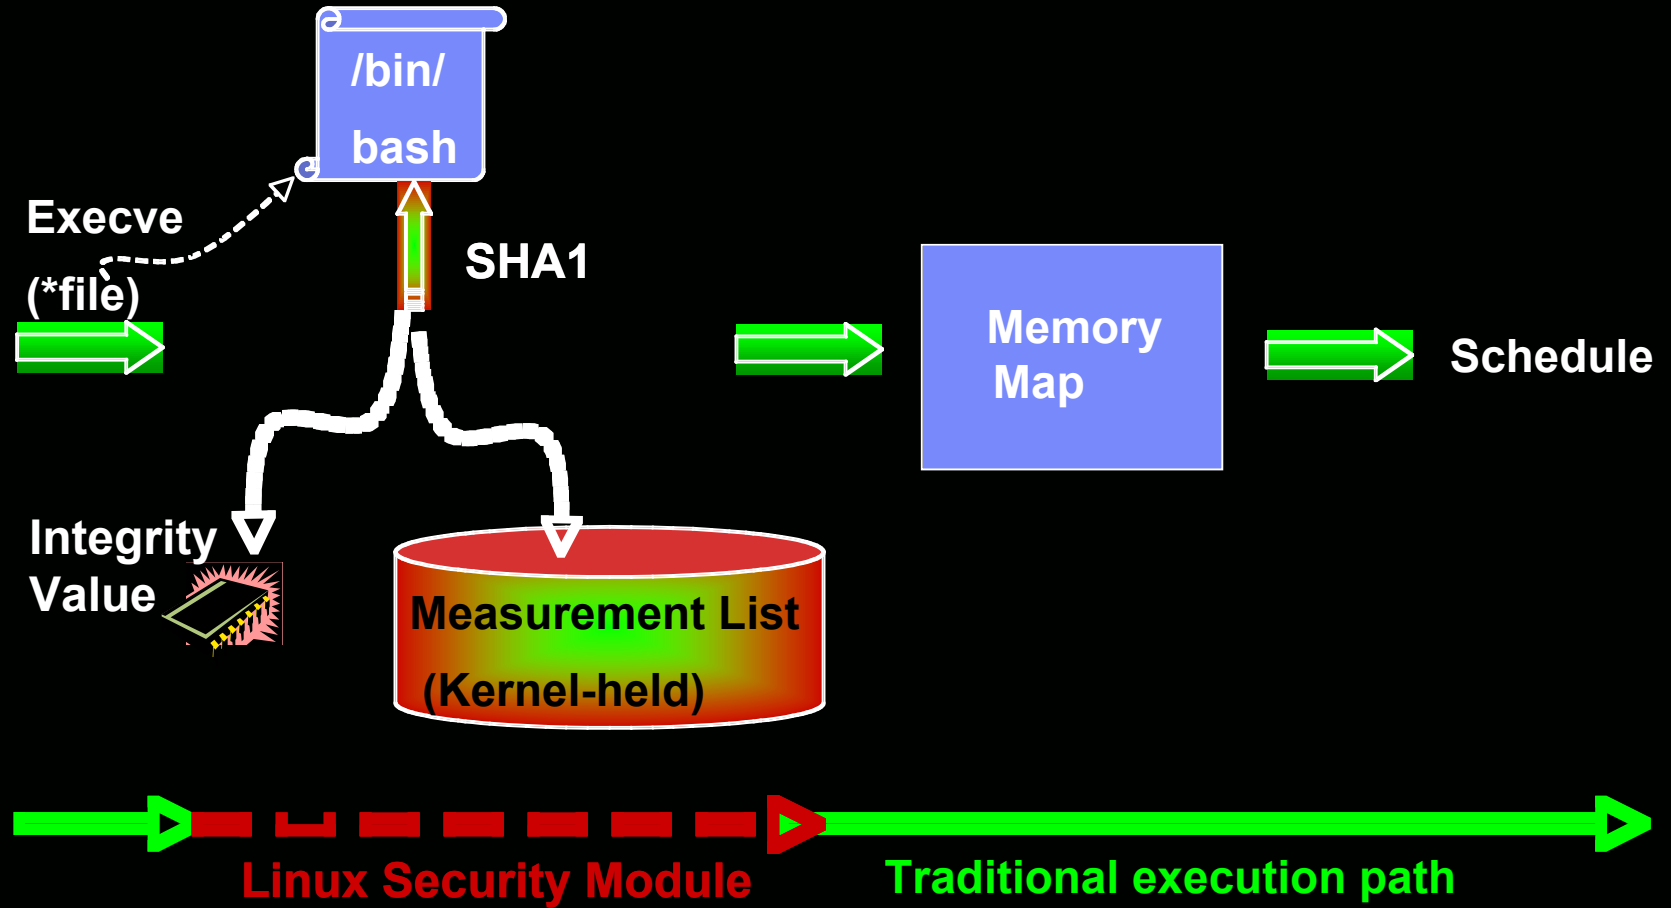 /bin/
bash
Execve
(*file)
SHA1
Memory
Map
Schedule
Integrity
Value
Measurement List
(Kernel-held)
Linux Security Module
Traditional execution path